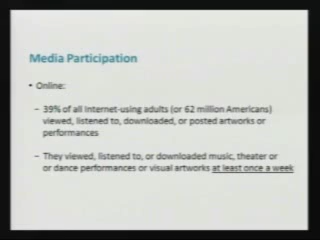 Media Participation
• Online:
– 39% of all Internet-using adults (or 62 million Americans)
viewed, listened to, downloaded, or posted artworks or
performances
– They viewed, listened to, or downloaded music, theater or
or dance performances or visual artworks at least once a week